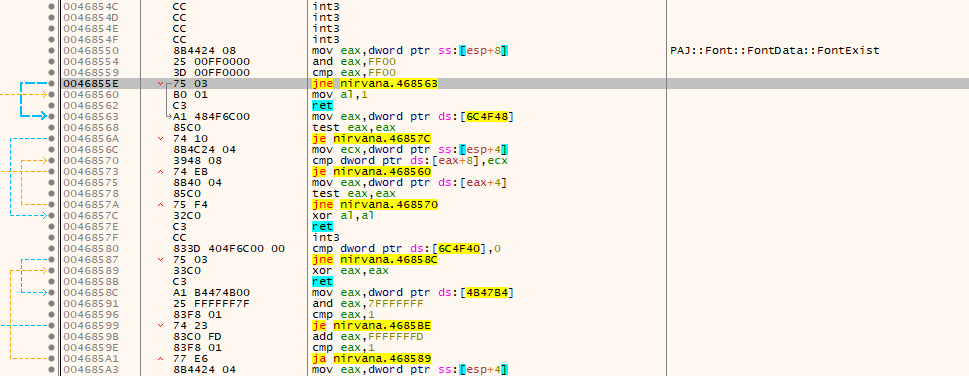 0046854C CC int3
0046854D CC int3
0046854E CC int3
0046854F CC int3
00468550 8B4424 08 mov eax,dword ptr ss:[esp+8] PAJ::Font::FontData::FontExist
00468554 25 00FF0000 and eax,FF00
00468559 3D 00FF0000 cmp eax,FF00
0046855E 75 03 jne nirvana.468563
00468560 B0 01 mov al,1
00468562 C3 ret
00468563 A1 484F6C00 mov eax,dword ptr ds:[6C4F48]
00468568 85C0 test eax,eax
0046856A 74 10 je nirvana.46857C
0046856C 8B4C24 04 mov ecx,dword ptr ss:[esp+4]
00468570 3948 08 cmp dword ptr ds:[eax+8],ecx
00468573 74 EB je nirvana.468560
00468575 8B40 04 mov eax,dword ptr ds:[eax+4]
00468578 85C0 test eax,eax
0046857A 75 F4 jne nirvana.468570
0046857C 32C0 xor al,al
0046857E C3 ret
0046857F CC int3
00468580 833D 404F6C00 00 cmp dword ptr ds:[6C4F40],0
00468587 75 03 jne nirvana.46858C
00468589 33C0 xor eax,eax
0046858B C3 ret
0046858C A1 B4474B00 mov eax,dword ptr ds:[4B47B4]
00468591 25 FFFFFF7F and eax,7FFFFFFF
00468596 83F8 01 cmp eax,1
00468599 74 23 je nirvana.4685BE
0046859B 83C0 FD add eax,FFFFFFFD
0046859E 83F8 01 cmp eax,1
004685A1 77 E6 ja nirvana.468589
004685A3 8B4424 04 mov eax,dword ptr ss:[esp+4]